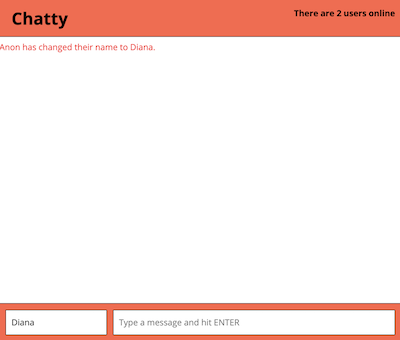 Chatty
There are 2 users online
Anon has changed their name to Diana.
Diana
Type a message and hit ENTER